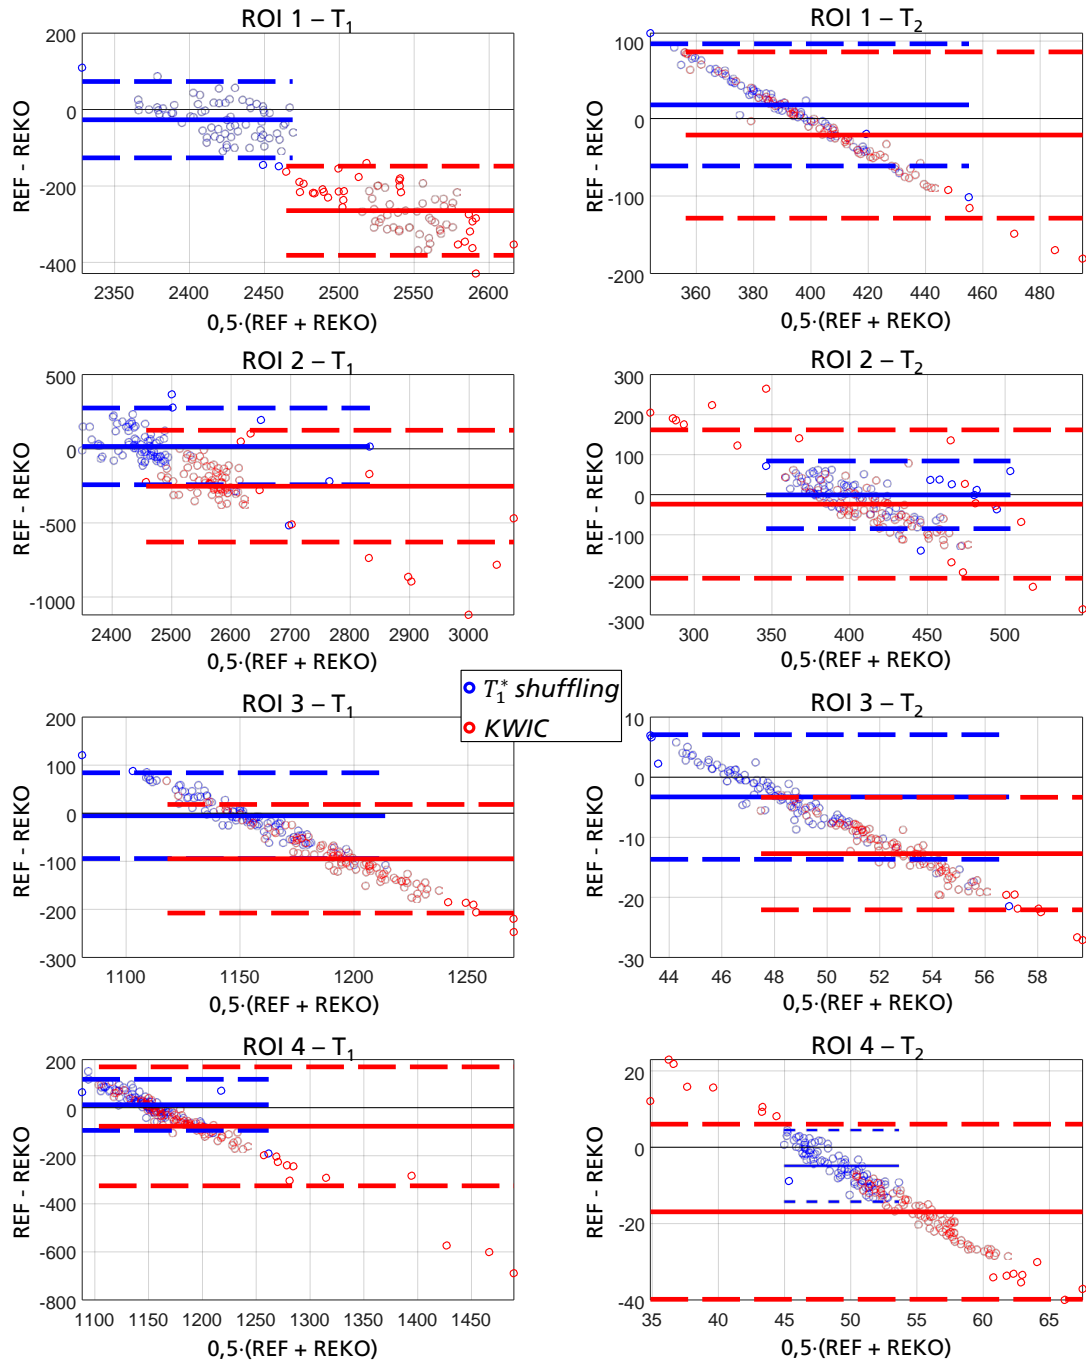 ROI 1 – T₁
200
0
-200
-400
REF - REKO
2350 2400 2450 2500 2550 2600
0,5·(REF + REKO)
ROI 1 – T₂
100
0
-100
-200
REF - REKO
360 380 400 420 440 460 480
0,5·(REF + REKO)
ROI 2 – T₁
500
0
-500
-1000
REF - REKO
2400 2500 2600 2700 2800 2900 3000
0,5·(REF + REKO)
ROI 2 – T₂
300
200
100
0
-100
-200
-300
REF - REKO
300 350 400 450 500
0,5·(REF + REKO)
T₁* shuffling
KWIC
ROI 3 – T₁
200
100
0
-100
-200
-300
REF - REKO
1100 1150 1200 1250
0,5·(REF + REKO)
ROI 3 – T₂
10
0
-10
-20
-30
REF - REKO
44 46 48 50 52 54 56 58
0,5·(REF + REKO)
ROI 4 – T₁
200
0
-200
-400
-600
-800
REF - REKO
1100 1150 1200 1250 1300 1350 1400 1450
0,5·(REF + REKO)
ROI 4 – T₂
20
0
-20
-40
REF - REKO
35 40 45 50 55 60 65
0,5·(REF + REKO)